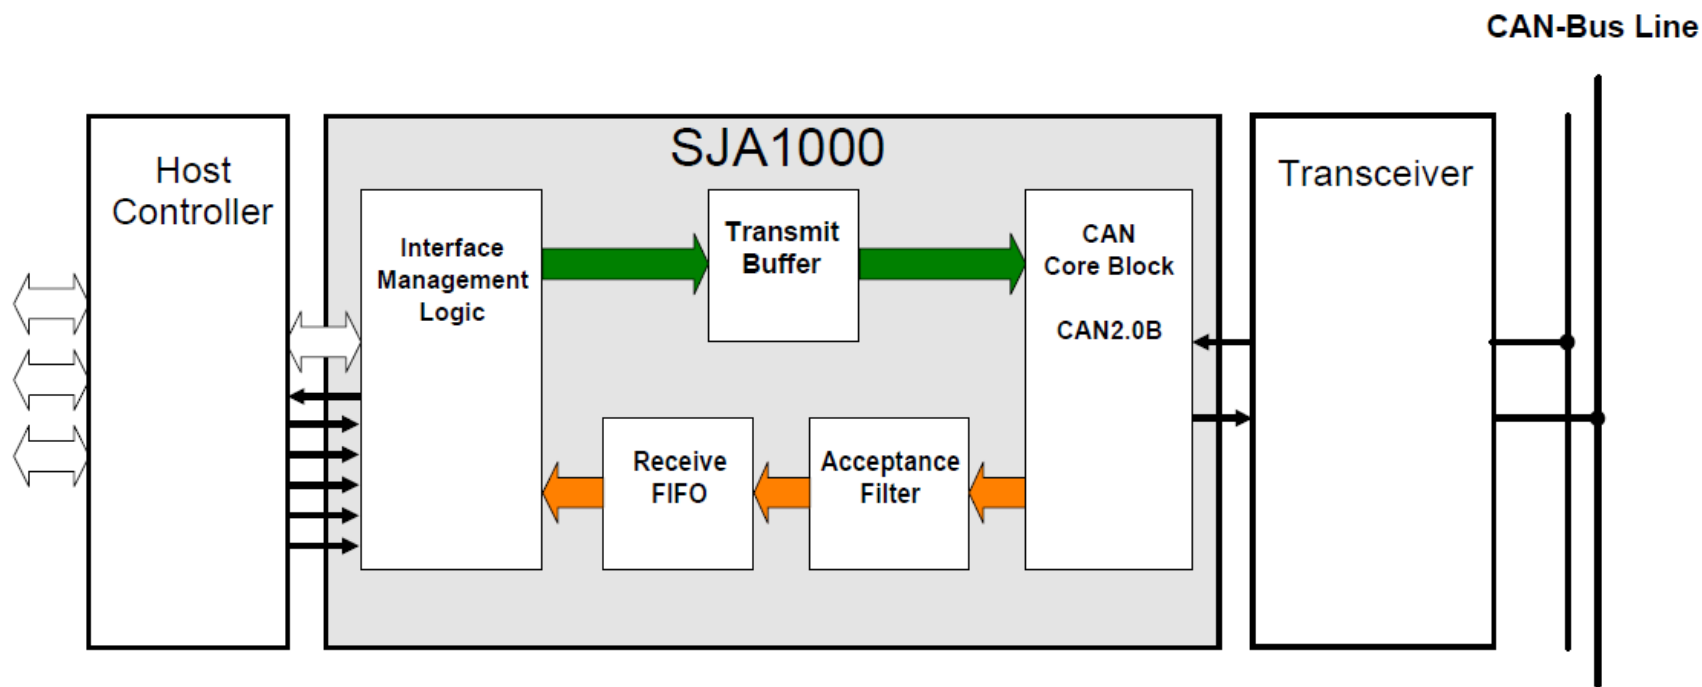 CAN-Bus Line
Host
Controller
SJA1000
Transceiver
Interface
Management
Logic
Transmit
Buffer
CAN
Core Block
CAN2.0B
Receive
FIFO
Acceptance
Filter